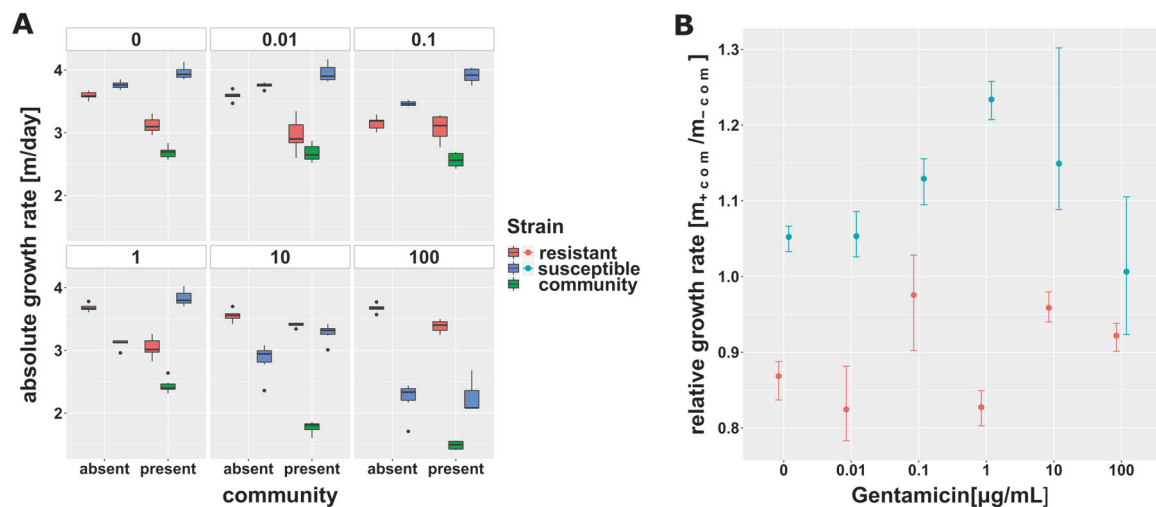 A
0 0.01 0.1
4
3
2
1 10 100
4
3
2
absent present absent present absent present
community
absolute growth rate [m/day]
Strain
resistant
susceptible
community
B
1.3
1.2
1.1
1.0
0.9
0.8
0 0.01 0.1 1 10 100
Gentamicin[µg/mL]
relative growth rate [m+com/m-com]